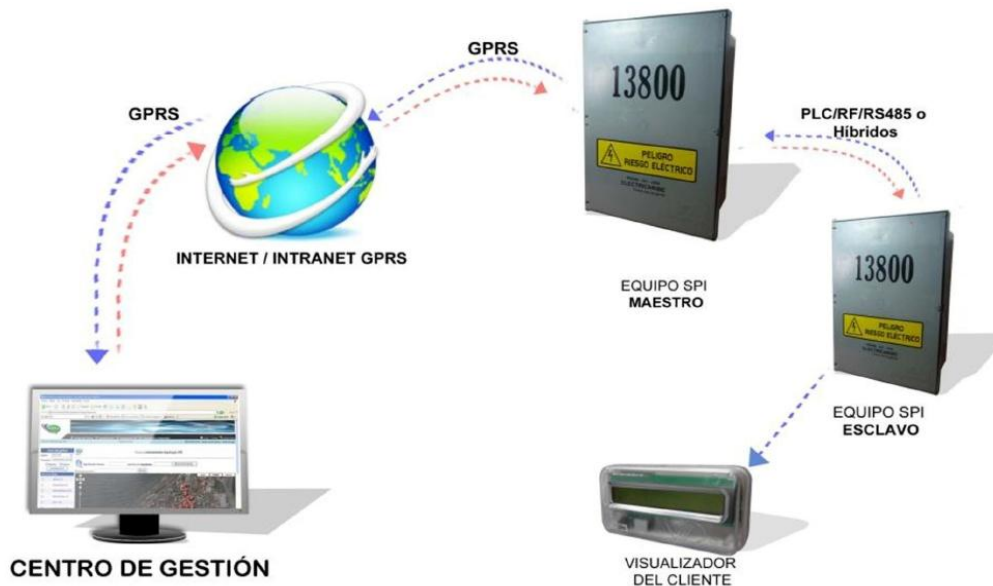 GPRS
GPRS
INTERNET / INTRANET GPRS
13800
PELIGRO
RIESGO ELÉCTRICO
PLC/RF/RS485 o
Híbridos
EQUIPO SPI
MAESTRO
13800
PELIGRO
RIESGO ELÉCTRICO
EQUIPO SPI
ESCLAVO
VISUALIZADOR
DEL CLIENTE
CENTRO DE GESTIÓN